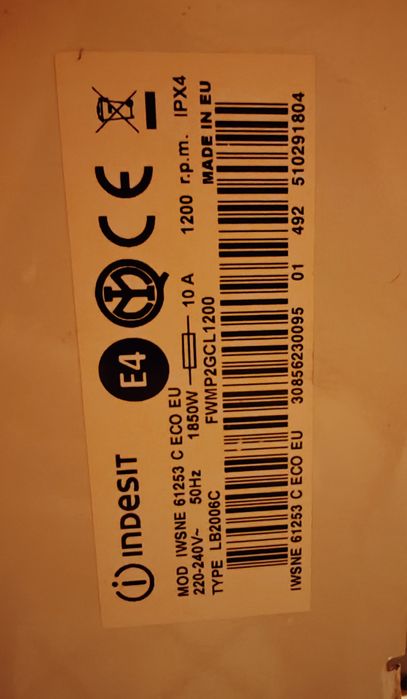 indesit
E4
MOD IWSNE 61253 C ECO EU
220-240V~ 50Hz 1850W 10 A 1200 r.p.m. IPX4
TYPE LB2006C FWMP2GCL1200 MADE IN EU
IWSNE 61253 C ECO EU 30856230095 01 492 510291804